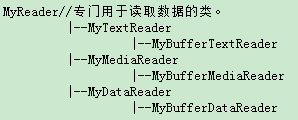 MyReader//专门用于读取数据的类。
|--MyTextReader
|--MyBufferTextReader
|--MyMediaReader
|--MyBufferMediaReader
|--MyDataReader
|--MyBufferDataReader